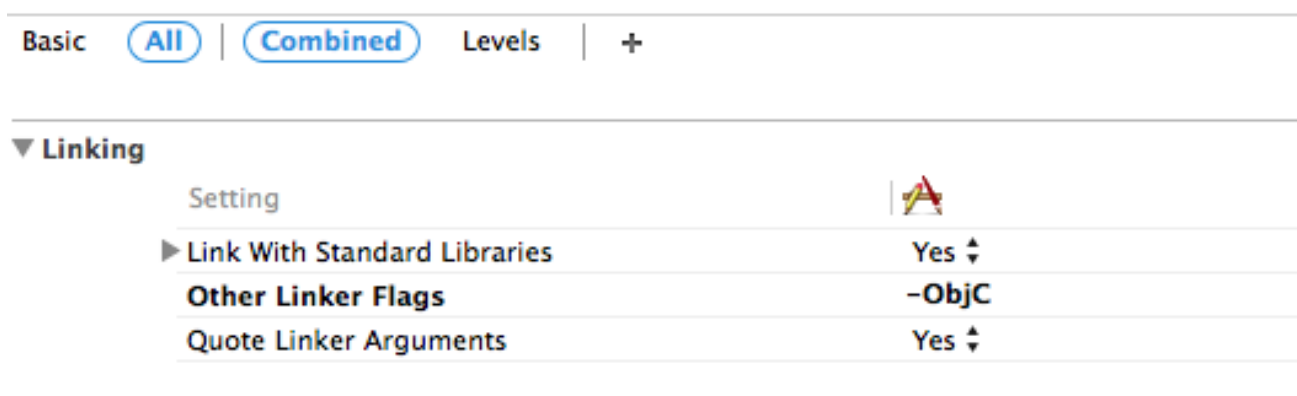 Basic All Combined Levels +
Linking
Setting
Link With Standard Libraries Yes
Other Linker Flags -ObjC
Quote Linker Arguments Yes